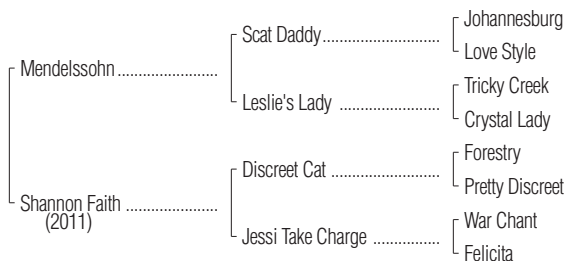 Mendelssohn
Shannon Faith
(2011)
Scat Daddy
Leslie's Lady
Discreet Cat
Jessi Take Charge
Johannesburg
Love Style
Tricky Creek
Crystal Lady
Forestry
Pretty Discreet
War Chant
Felicita